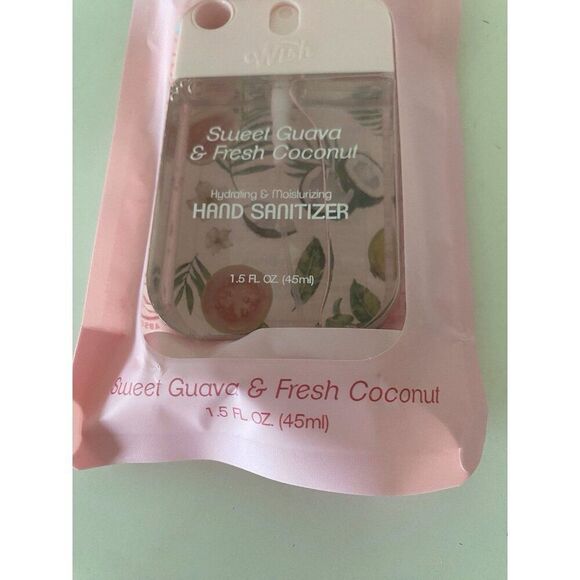 Wish
Sweet Guava
& Fresh Coconut
Hydrating & Moisturizing
HAND SANITIZER
1.5 FL. OZ. (45ml)
Sweet Guava & Fresh Coconut
1.5 FL. OZ. (45ml)